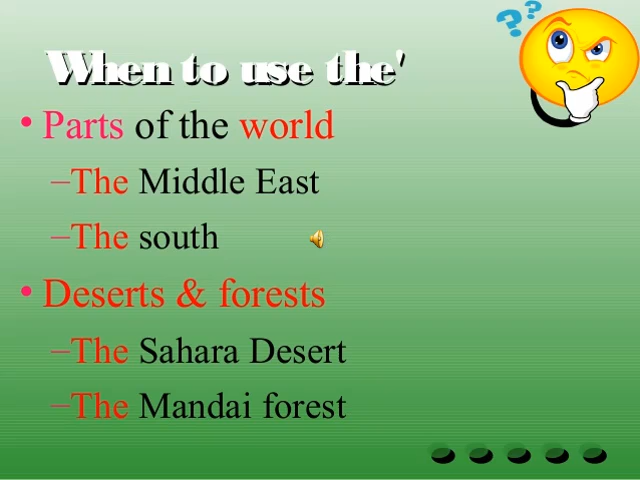 When to use the'
• Parts of the world
–The Middle East
–The south
• Deserts & forests
–The Sahara Desert
–The Mandai forest